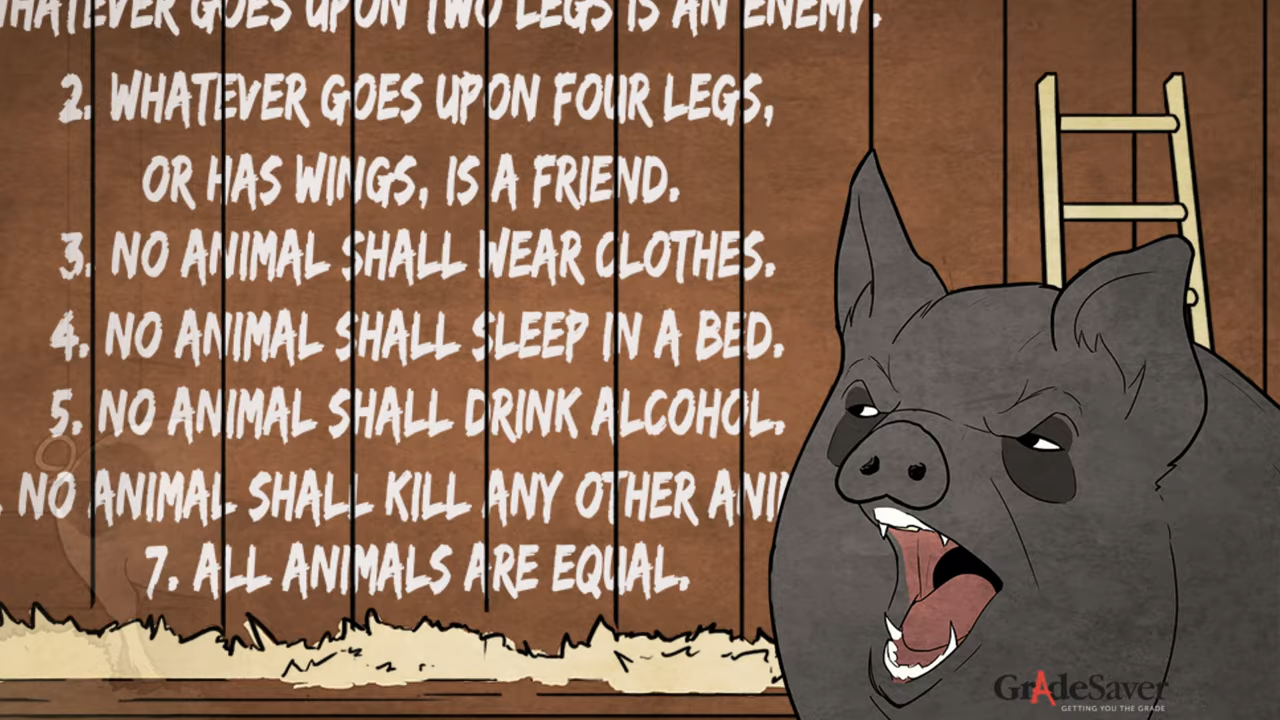 WHATEVER GOES UPON TWO LEGS IS AN ENEMY.
2. WHATEVER GOES UPON FOUR LEGS,
OR HAS WINGS, IS A FRIEND.
3. NO ANIMAL SHALL WEAR CLOTHES.
4. NO ANIMAL SHALL SLEEP IN A BED.
5. NO ANIMAL SHALL DRINK ALCOHOL.
. NO ANIMAL SHALL KILL ANY OTHER ANI
7. ALL ANIMALS ARE EQUAL.
GrAdeSaver
GETTING YOU THE GRADE